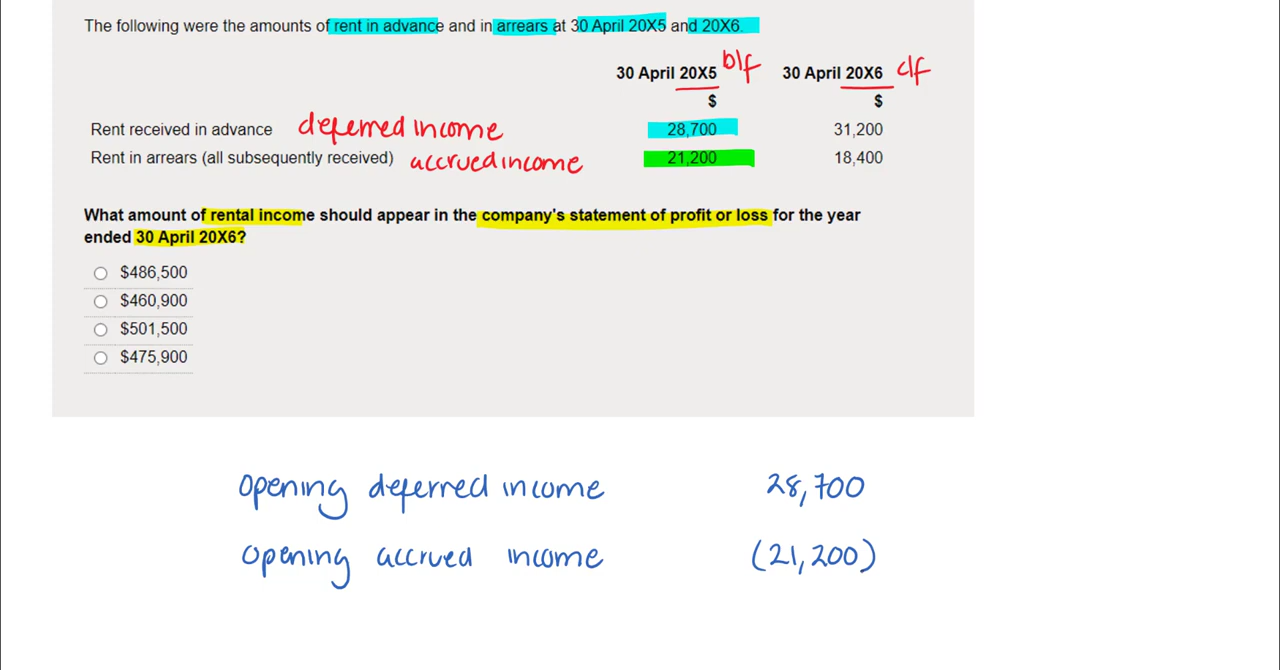 The following were the amounts of rent in advance and in arrears at 30 April 20X5 and 20X6.
30 April 20X5 b/f 30 April 20X6 c/f
$ $
Rent received in advance deferred income 28,700 31,200
Rent in arrears (all subsequently received) accrued income 21,200 18,400
What amount of rental income should appear in the company's statement of profit or loss for the year
ended 30 April 20X6?
$486,500
$460,900
$501,500
$475,900
Opening deferred income 28,700
Opening accrued income (21,200)